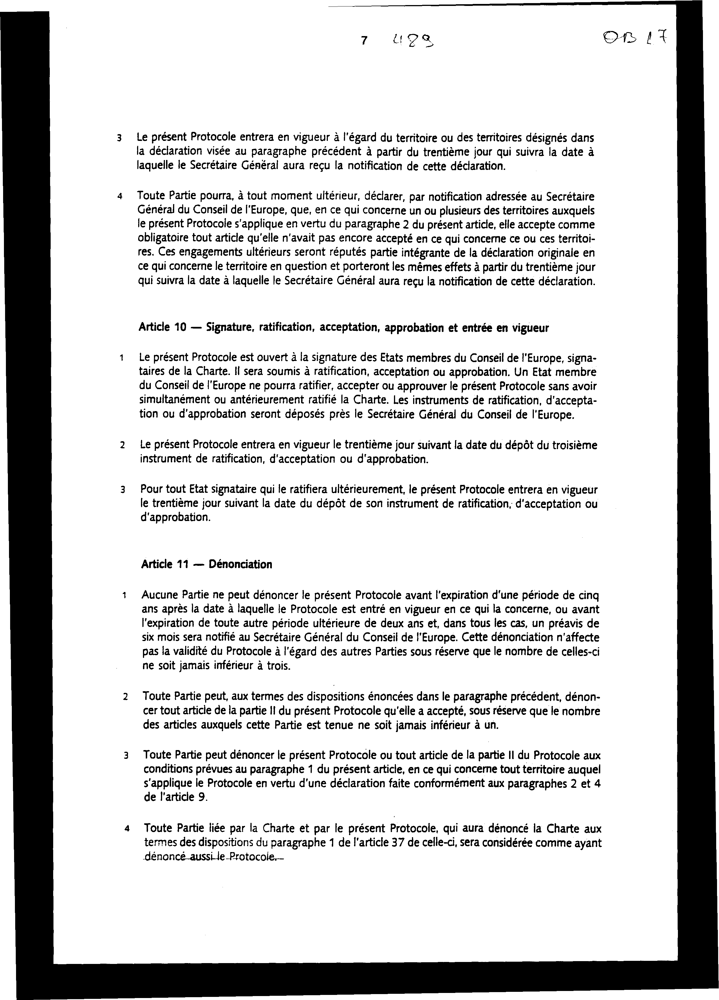 7 489 OB 17
3 Le présent Protocole entrera en vigueur à l'égard du territoire ou des territoires désignés dans
la déclaration visée au paragraphe précédent à partir du trentième jour qui suivra la date à
laquelle le Secrétaire Général aura reçu la notification de cette déclaration.
4 Toute Partie pourra, à tout moment ultérieur, déclarer, par notification adressée au Secrétaire
Général du Conseil de l'Europe, que, en ce qui concerne un ou plusieurs des territoires auxquels
le présent Protocole s'applique en vertu du paragraphe 2 du présent article, elle accepte comme
obligatoire tout article qu'elle n'avait pas encore accepté en ce qui concerne ce ou ces territoi-
res. Ces engagements ultérieurs seront réputés partie intégrante de la déclaration originale en
ce qui concerne le territoire en question et porteront les mêmes effets à partir du trentième jour
qui suivra la date à laquelle le Secrétaire Général aura reçu la notification de cette déclaration.
Article 10 — Signature, ratification, acceptation, approbation et entrée en vigueur
1 Le présent Protocole est ouvert à la signature des Etats membres du Conseil de l'Europe, signa-
taires de la Charte. Il sera soumis à ratification, acceptation ou approbation. Un Etat membre
du Conseil de l'Europe ne pourra ratifier, accepter ou approuver le présent Protocole sans avoir
simultanément ou antérieurement ratifié la Charte. Les instruments de ratification, d'accepta-
tion ou d'approbation seront déposés près le Secrétaire Général du Conseil de l'Europe.
2 Le présent Protocole entrera en vigueur le trentième jour suivant la date du dépôt du troisième
instrument de ratification, d'acceptation ou d'approbation.
3 Pour tout Etat signataire qui le ratifiera ultérieurement, le présent Protocole entrera en vigueur
le trentième jour suivant la date du dépôt de son instrument de ratification, d'acceptation ou
d'approbation.
Article 11 — Dénonciation
1 Aucune Partie ne peut dénoncer le présent Protocole avant l'expiration d'une période de cinq
ans après la date à laquelle le Protocole est entré en vigueur en ce qui la concerne, ou avant
l'expiration de toute autre période ultérieure de deux ans et, dans tous les cas, un préavis de
six mois sera notifié au Secrétaire Général du Conseil de l'Europe. Cette dénonciation n'affecte
pas la validité du Protocole à l'égard des autres Parties sous réserve que le nombre de celles-ci
ne soit jamais inférieur à trois.
2 Toute Partie peut, aux termes des dispositions énoncées dans le paragraphe précédent, dénon-
cer tout article de la partie II du présent Protocole qu'elle a accepté, sous réserve que le nombre
des articles auxquels cette Partie est tenue ne soit jamais inférieur à un.
3 Toute Partie peut dénoncer le présent Protocole ou tout article de la partie II du Protocole aux
conditions prévues au paragraphe 1 du présent article, en ce qui concerne tout territoire auquel
s'applique le Protocole en vertu d'une déclaration faite conformément aux paragraphes 2 et 4
de l'article 9.
4 Toute Partie liée par la Charte et par le présent Protocole, qui aura dénoncé la Charte aux
termes des dispositions du paragraphe 1 de l'article 37 de celle-ci, sera considérée comme ayant
dénoncé aussi le Protocole.